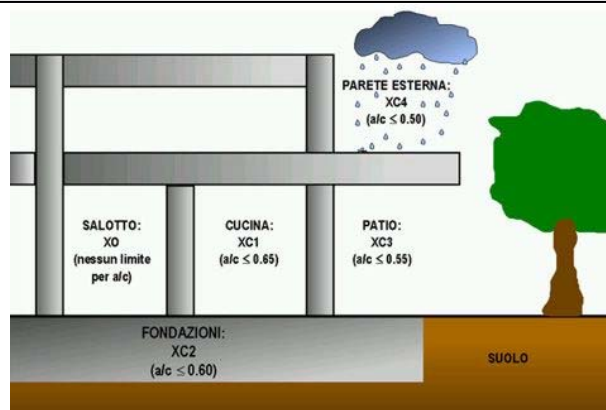 PARETE ESTERNA:
XC4
(a/c ≤ 0.50)
SALOTTO:
XO
(nessun limite
per a/c)
CUCINA:
XC1
(a/c ≤ 0.65)
PATIO:
XC3
(a/c ≤ 0.55)
FONDAZIONI:
XC2
(a/c ≤ 0.60)
SUOLO